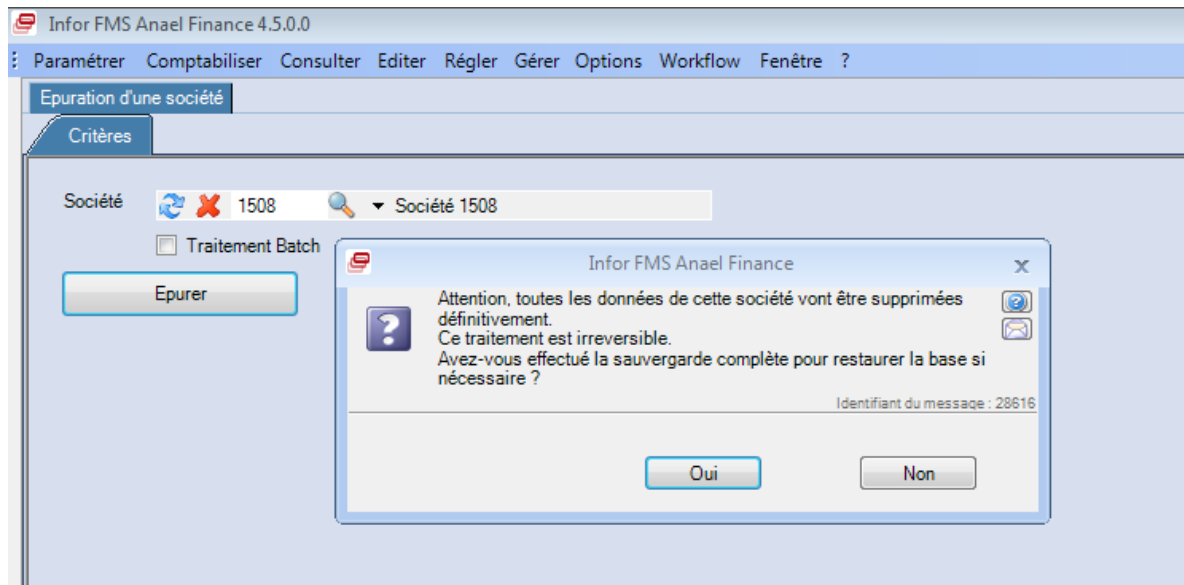 Infor FMS Anael Finance 4.5.0.0
Paramétrer Comptabiliser Consulter Editer Régler Gérer Options Workflow Fenêtre ?
Epuration d'une société
Critères
Société 1508 Société 1508
Traitement Batch
Epurer
Infor FMS Anael Finance
Attention, toutes les données de cette société vont être supprimées
définitivement.
Ce traitement est irreversible.
Avez-vous effectué la sauvergarde complète pour restaurer la base si
nécessaire ?
Identifiant du message : 28616
Oui Non